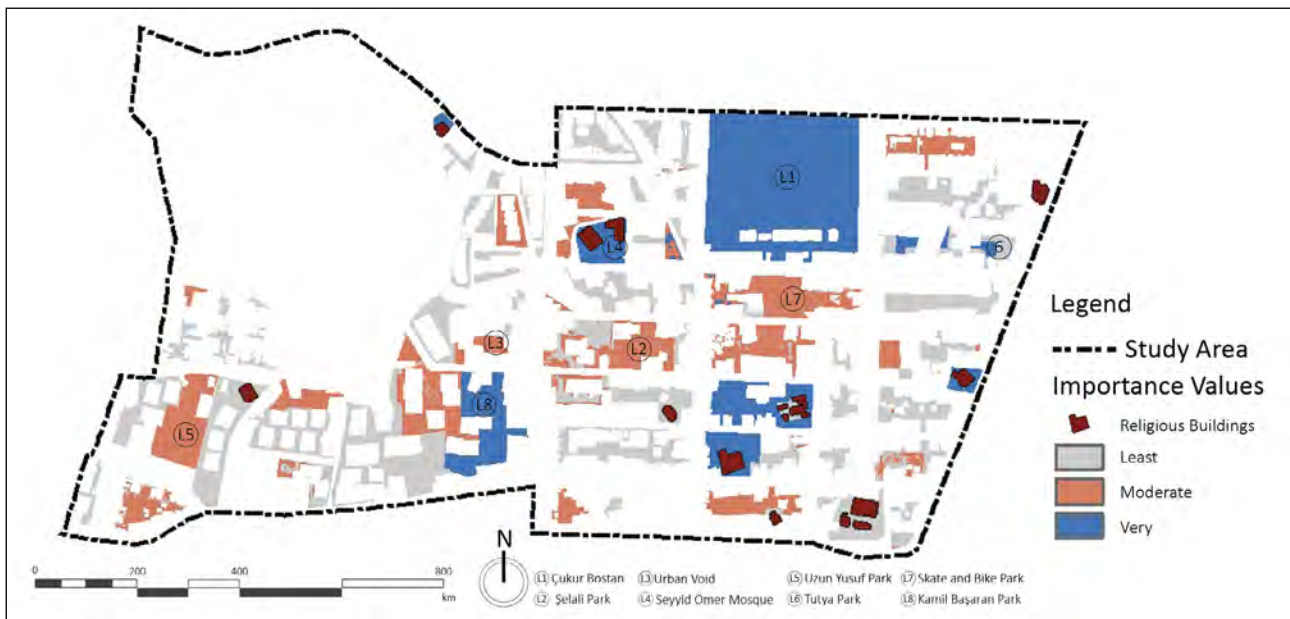 L1
L4
6
L7
L3
L2
L8
L5
Legend
Study Area
Importance Values
Religious Buildings
Least
Moderate
Very
N
0 200 400 800
km
L1 Çukur Bostan L3 Urban Void L5 Uzun Yusuf Park L7 Skate and Bike Park
L2 Şelali Park L4 Seyyid Ömer Mosque L6 Tutya Park L8 Kamil Başaran Park